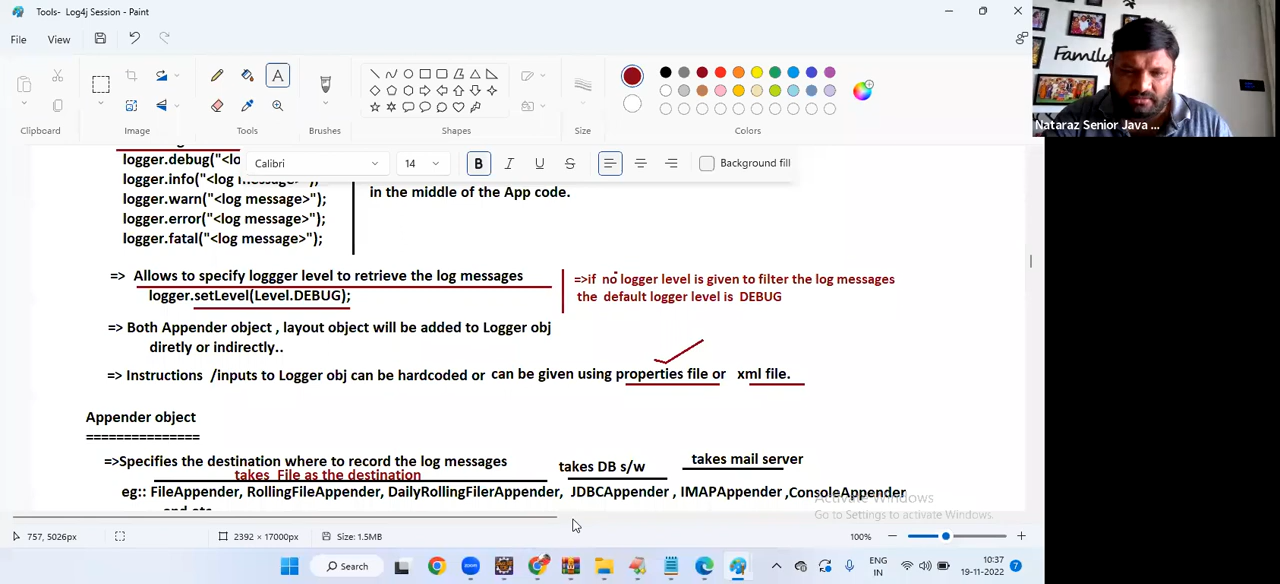 Tools- Log4j Session - Paint
File View
Clipboard Image Tools Brushes Shapes Size Colors
Calibri 14 B I U S Background fill
Family
Nataraz Senior Java ...
logger.debug("<lo
logger.info("<log message>");
logger.warn("<log message>");
logger.error("<log message>");
logger.fatal("<log message>");
in the middle of the App code.
=> Allows to specify loggger level to retrieve the log messages
logger.setLevel(Level.DEBUG);
=>if no logger level is given to filter the log messages
the default logger level is DEBUG
=> Both Appender object , layout object will be added to Logger obj
diretly or indirectly..
=> Instructions /inputs to Logger obj can be hardcoded or can be given using properties file or xml file.
Appender object
===============
=>Specifies the destination where to record the log messages
takes File as the destination
takes DB s/w
takes mail server
eg:: FileAppender, RollingFileAppender, DailyRollingFilerAppender, JDBCAppender , IMAPAppender ,ConsoleAppender
and etc
Activate Windows
Go to Settings to activate Windows.
757, 5026px 2392 × 17000px Size: 1.5MB 100%
Search
ENG
IN
10:37
19-11-2022
7